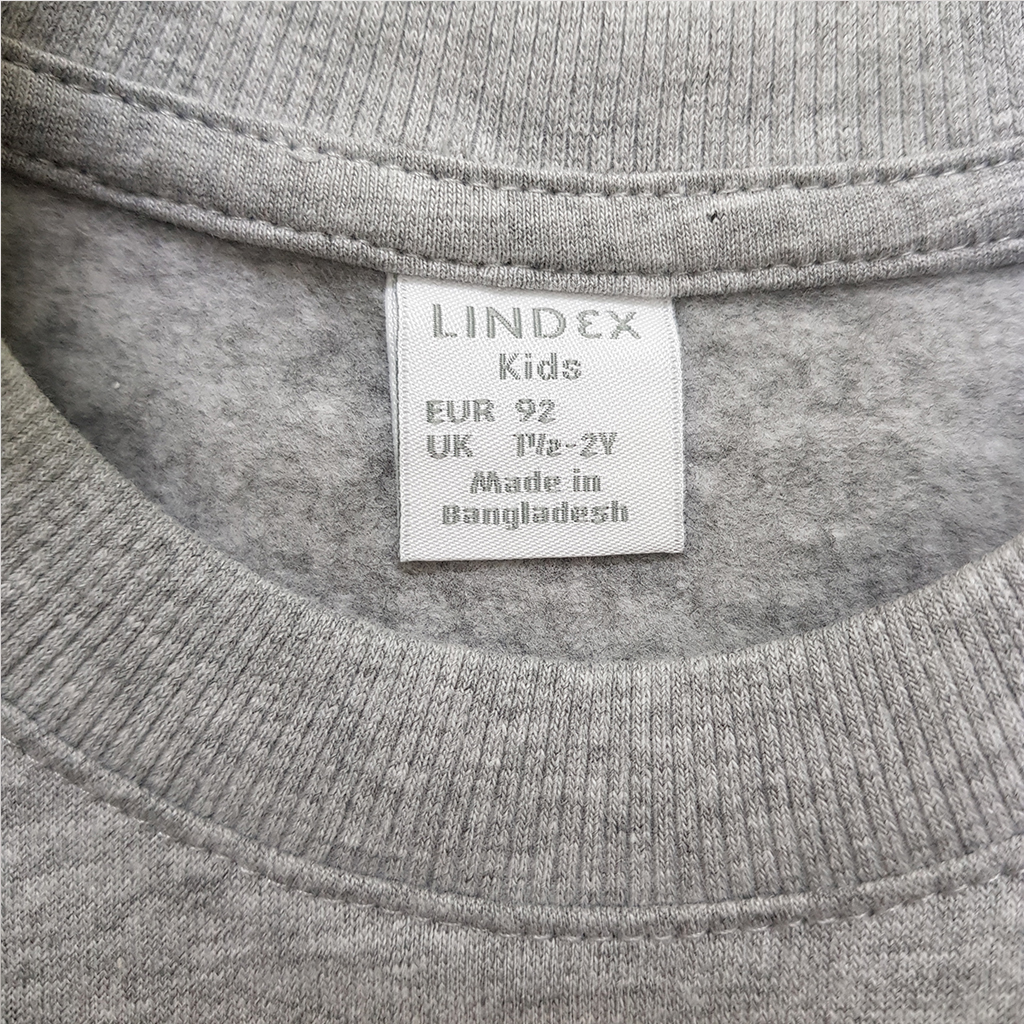 LINDEX
Kids
EUR 92
UK 1½-2Y
Made in
Bangladesh